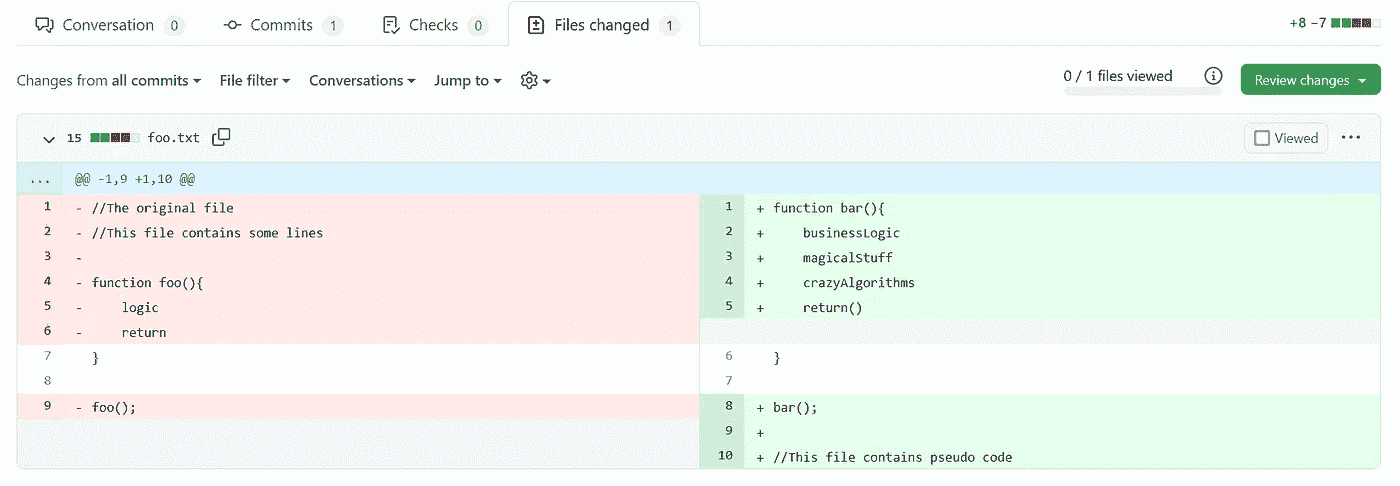 Conversation 0 Commits 1 Checks 0 Files changed 1 +8 −7
Changes from all commits File filter Conversations Jump to 0 / 1 files viewed Review changes
15 foo.txt Viewed
... @@ -1,9 +1,10 @@
1 - //The original file
2 - //This file contains some lines
3 -
4 - function foo(){
5 - logic
6 - return
7 }
8
9 - foo();
1 + function bar(){
2 + businessLogic
3 + magicalStuff
4 + crazyAlgorithms
5 + return()
6 }
7
8 + bar();
9 +
10 + //This file contains pseudo code